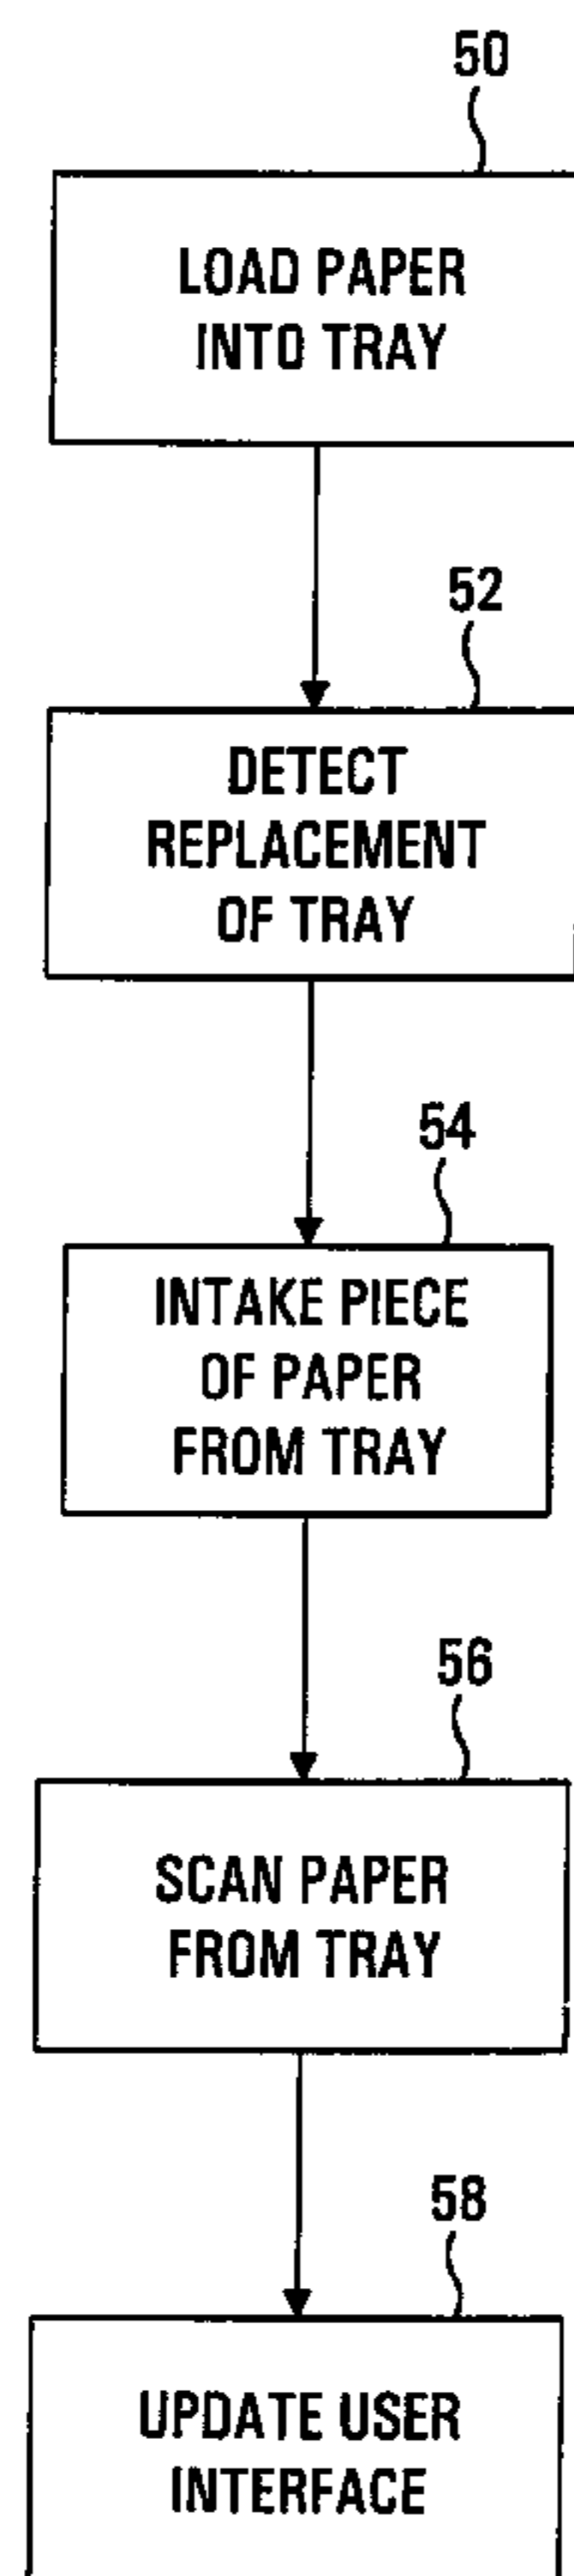 50
LOAD PAPER
INTO TRAY
52
DETECT
REPLACEMENT
OF TRAY
54
INTAKE PIECE
OF PAPER
FROM TRAY
56
SCAN PAPER
FROM TRAY
58
UPDATE USER
INTERFACE